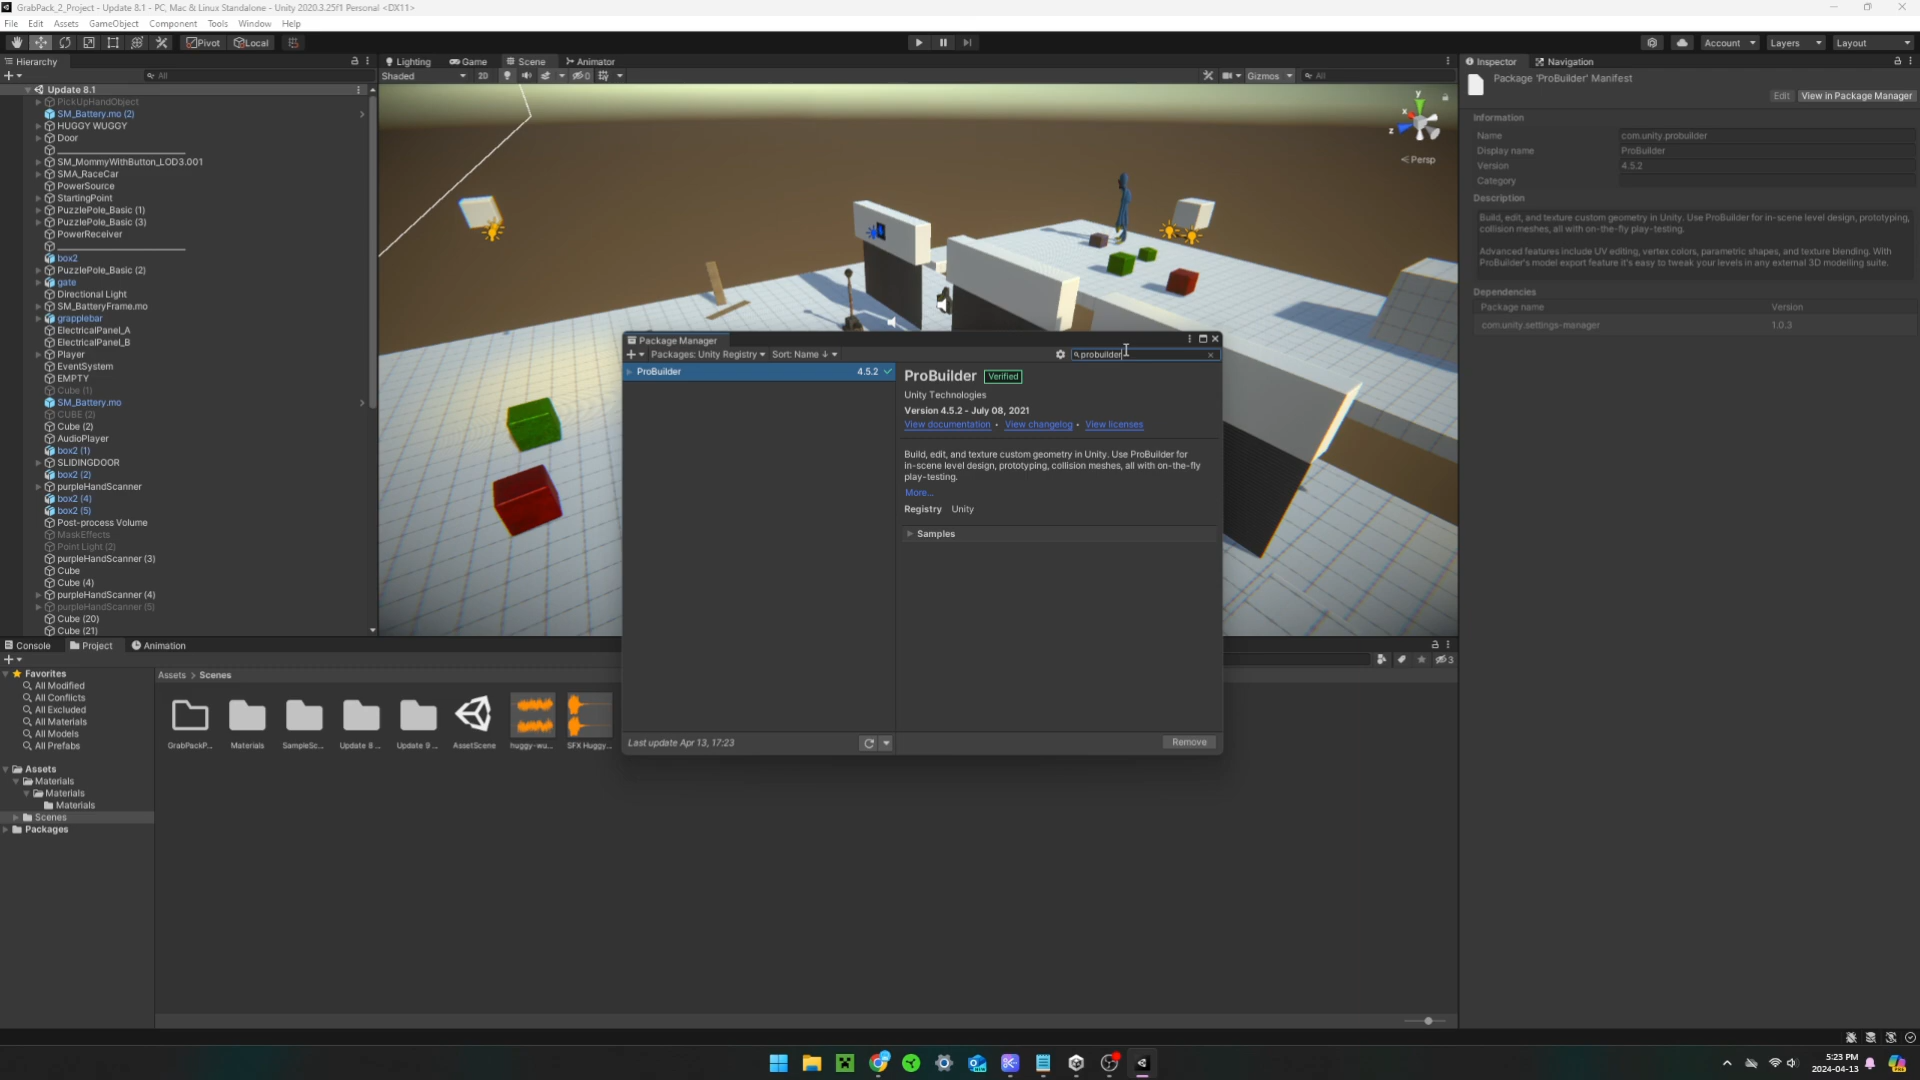 GrabPack_2_Project - Update 8.1 - PC, Mac & Linux Standalone - Unity 2020.3.25f1 Personal <DX11>
File Edit Assets GameObject Component Tools Window Help
Pivot Local Account Layers Layout
Hierarchy
All
Update 8.1
PickUpHandObject
SM_Battery.mo (2)
HUGGY WUGGY
Door
______________________
SM_MommyWithButton_LOD3.001
SMA_RaceCar
PowerSource
StartingPoint
PuzzlePole_Basic (1)
PuzzlePole_Basic (3)
PowerReceiver
______________________
box2
PuzzlePole_Basic (2)
gate
Directional Light
SM_BatteryFrame.mo
grapplebar
ElectricalPanel_A
ElectricalPanel_B
Player
EventSystem
EMPTY
Cube (1)
SM_Battery.mo
CUBE (2)
Cube (2)
AudioPlayer
box2 (1)
SLIDINGDOOR
box2 (2)
purpleHandScanner
box2 (4)
box2 (5)
Post-process Volume
MaskEffects
Point Light (2)
purpleHandScanner (3)
Cube
Cube (4)
purpleHandScanner (4)
purpleHandScanner (5)
Cube (20)
Cube (21)
Lighting Game Scene Animator
Shaded 2D 0 Gizmos All
y
x
z
Persp
Package Manager
Packages: Unity Registry Sort: Name ↓ probuilder
ProBuilder 4.5.2
ProBuilder Verified
Unity Technologies
Version 4.5.2 - July 08, 2021
View documentation • View changelog • View licenses
Build, edit, and texture custom geometry in Unity. Use ProBuilder for
in-scene level design, prototyping, collision meshes, all with on-the-fly
play-testing.
More...
Registry Unity
Samples
Last update Apr 13, 17:23
Remove
Inspector Navigation
Package 'ProBuilder' Manifest
Edit View in Package Manager
Information
Name com.unity.probuilder
Display name ProBuilder
Version 4.5.2
Category
Description
Build, edit, and texture custom geometry in Unity. Use ProBuilder for in-scene level design, prototyping,
collision meshes, all with on-the-fly play-testing.
Advanced features include UV editing, vertex colors, parametric shapes, and texture blending. With
ProBuilder's model export feature it's easy to tweak your levels in any external 3D modelling suite.
Dependencies
Package name Version
com.unity.settings-manager 1.0.3
Console Project Animation
3
Favorites
All Modified
All Conflicts
All Excluded
All Materials
All Models
All Prefabs
Assets
Materials
Materials
Materials
Scenes
Packages
Assets > Scenes
GrabPackP... Materials SampleSc... Update 8 ... Update 9 ... AssetScene huggy-wu... SFX Huggy...
5:23 PM
2024-04-13